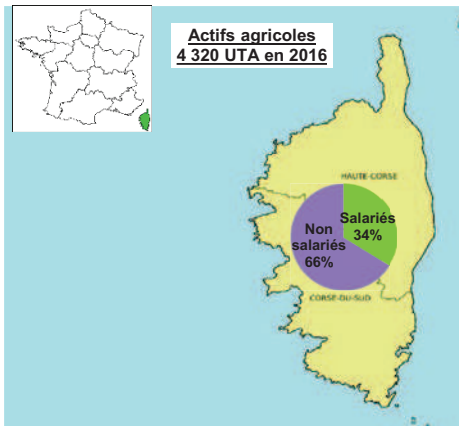 Actifs agricoles
4 320 UTA en 2016
HAUTE-CORSE
Salariés
34%
Non
salariés
66%
CORSE-DU-SUD